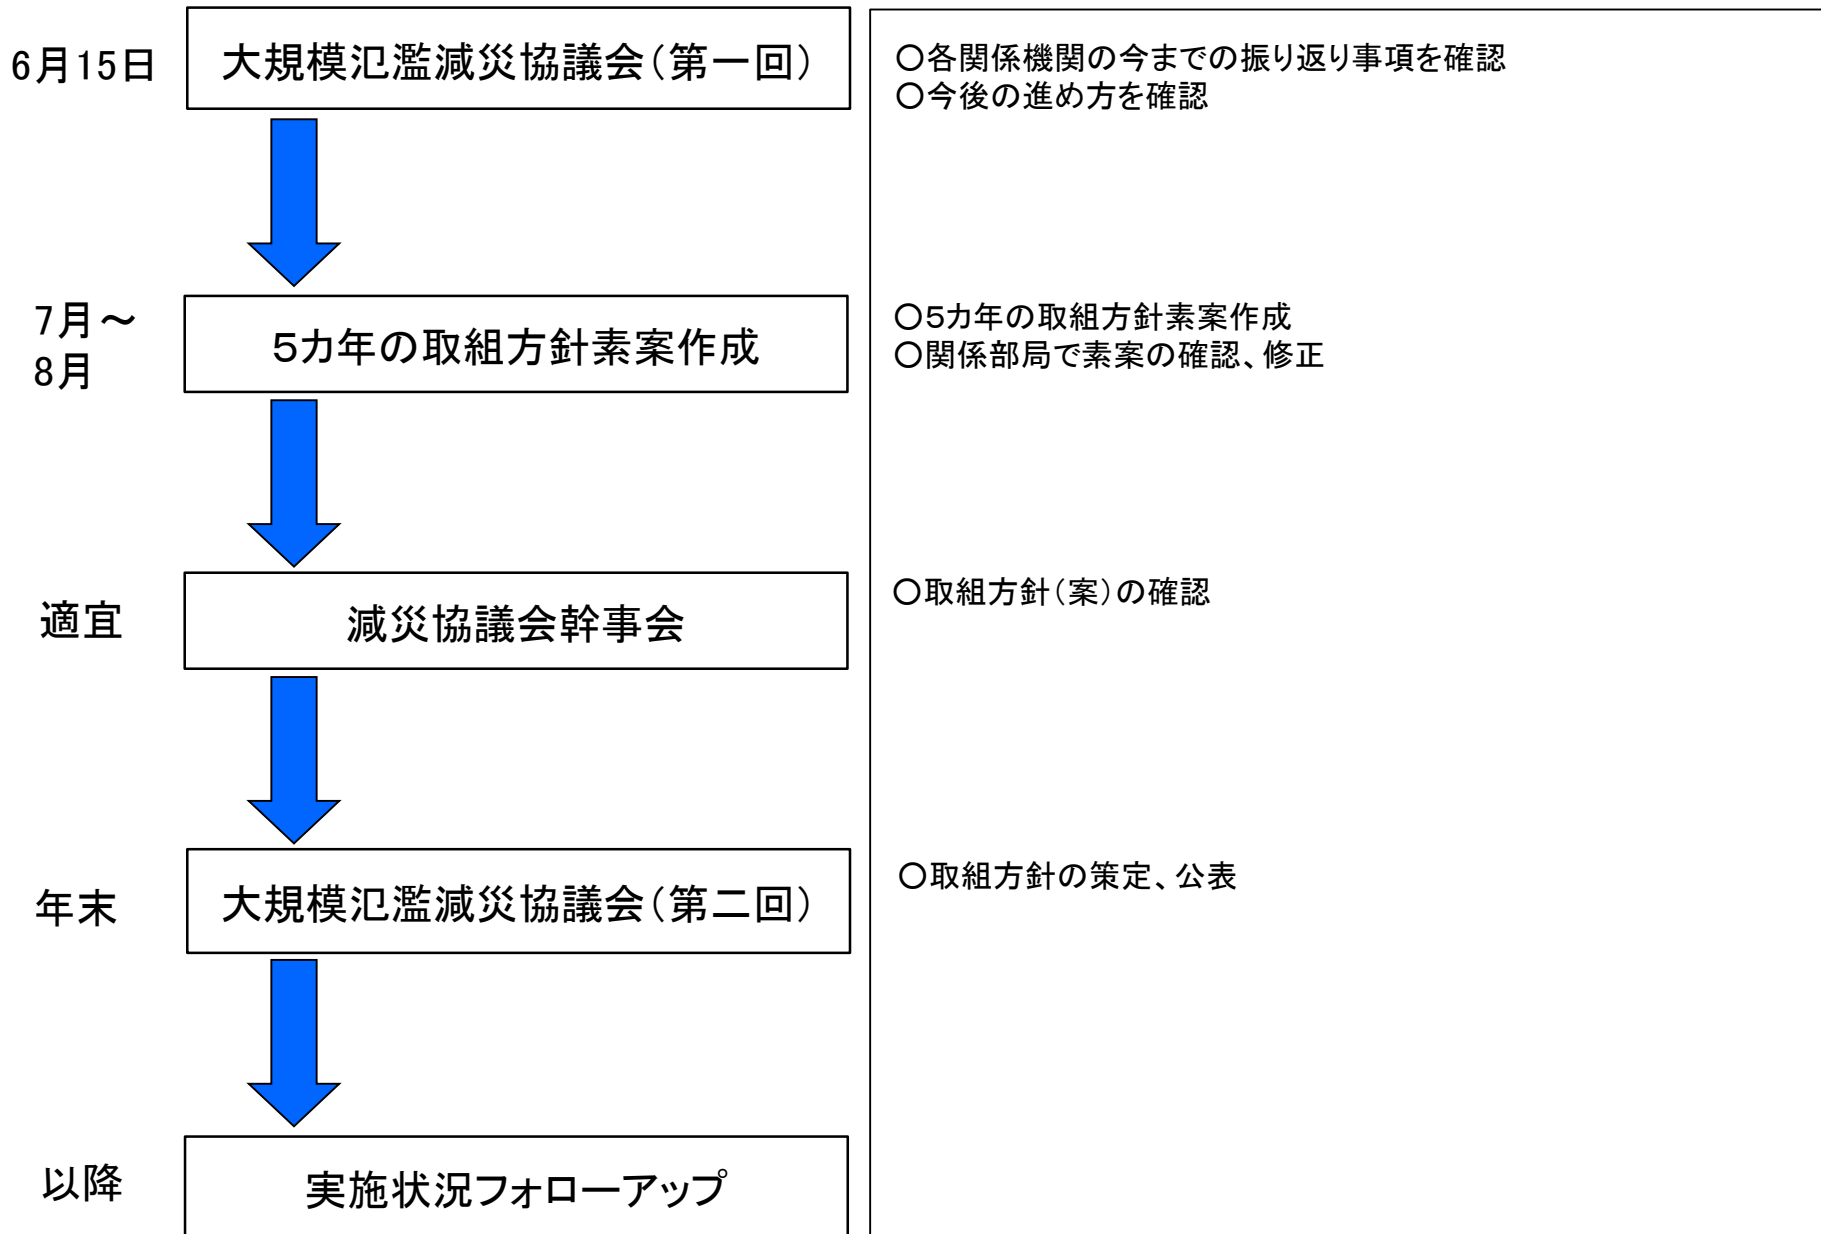 6月15日
大規模氾濫減災協議会(第一回)
○各関係機関の今までの振り返り事項を確認
○今後の進め方を確認
7月～
8月
5カ年の取組方針素案作成
○5カ年の取組方針素案作成
○関係部局で素案の確認、修正
適宜
減災協議会幹事会
○取組方針(案)の確認
年末
大規模氾濫減災協議会(第二回)
○取組方針の策定、公表
以降
実施状況フォローアップ